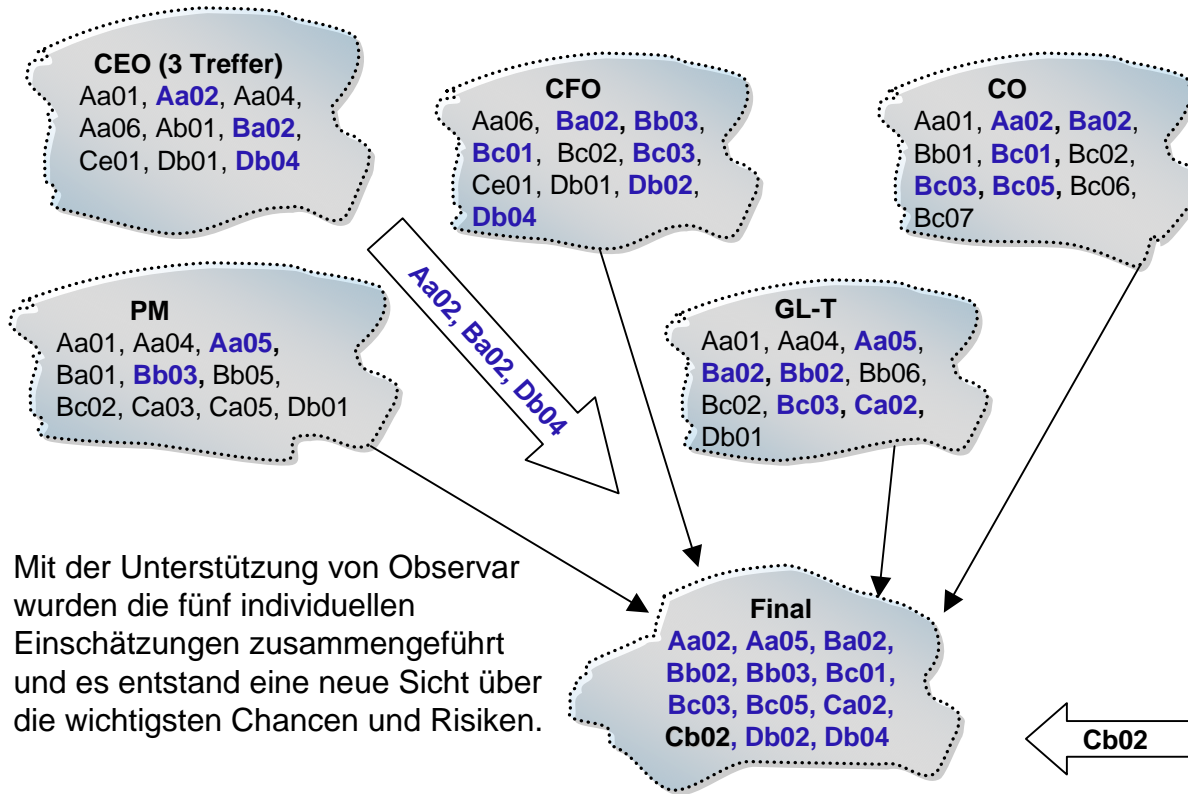 CEO (3 Treffer)
Aa01, Aa02, Aa04,
Aa06, Ab01, Ba02,
Ce01, Db01, Db04
CFO
Aa06, Ba02, Bb03,
Bc01, Bc02, Bc03,
Ce01, Db01, Db02,
Db04
CO
Aa01, Aa02, Ba02,
Bb01, Bc01, Bc02,
Bc03, Bc05, Bc06,
Bc07
Aa02, Ba02, Db04
PM
Aa01, Aa04, Aa05,
Ba01, Bb03, Bb05,
Bc02, Ca03, Ca05, Db01
GL-T
Aa01, Aa04, Aa05,
Ba02, Bb02, Bb06,
Bc02, Bc03, Ca02,
Db01
Mit der Unterstützung von Observar
wurden die fünf individuellen
Einschätzungen zusammengeführt
und es entstand eine neue Sicht über
die wichtigsten Chancen und Risiken.
Final
Aa02, Aa05, Ba02,
Bb02, Bb03, Bc01,
Bc03, Bc05, Ca02,
Cb02, Db02, Db04
Cb02